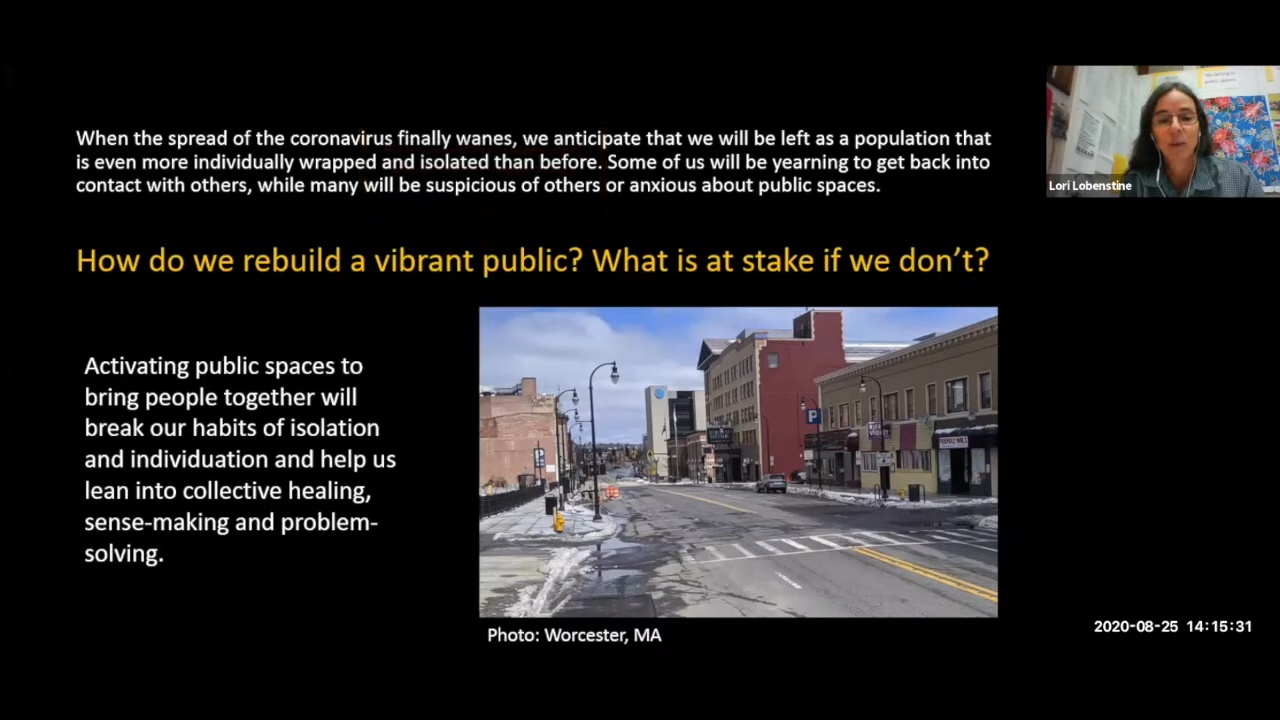 When the spread of the coronavirus finally wanes, we anticipate that we will be left as a population that
is even more individually wrapped and isolated than before. Some of us will be yearning to get back into
contact with others, while many will be suspicious of others or anxious about public spaces.
Lori Lobenstine
How do we rebuild a vibrant public? What is at stake if we don't?
Activating public spaces to
bring people together will
break our habits of isolation
and individuation and help us
lean into collective healing,
sense-making and problem-
solving.
P
Photo: Worcester, MA
2020-08-25 14:15:31